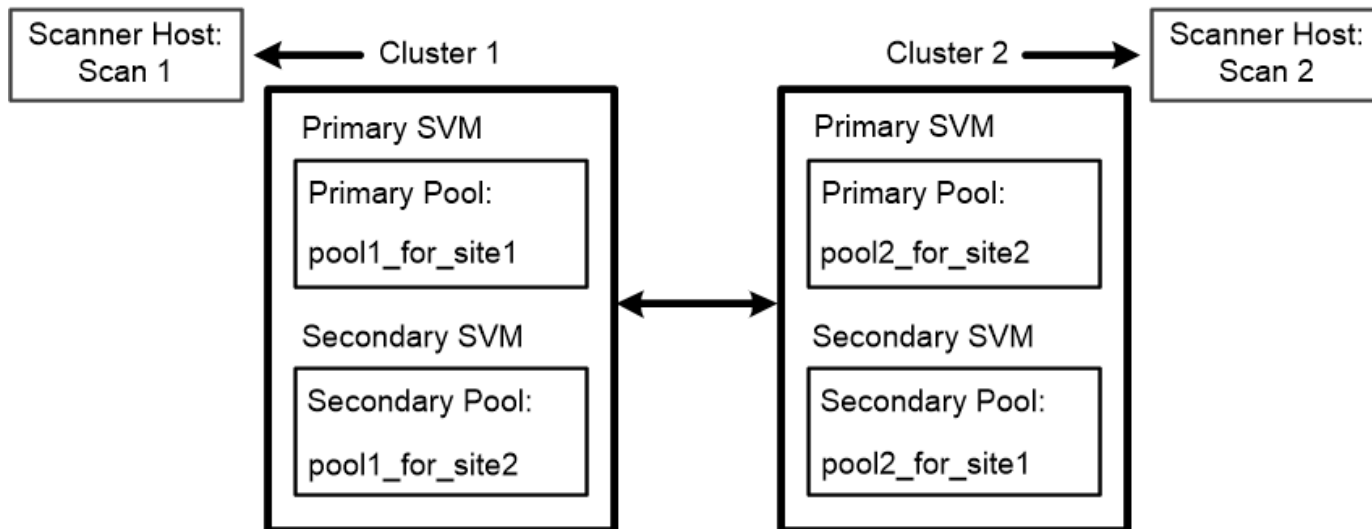 Scanner Host:
Scan 1
Cluster 1
Cluster 2
Scanner Host:
Scan 2
Primary SVM
Primary Pool:
pool1_for_site1
Secondary SVM
Secondary Pool:
pool1_for_site2
Primary SVM
Primary Pool:
pool2_for_site2
Secondary SVM
Secondary Pool:
pool2_for_site1